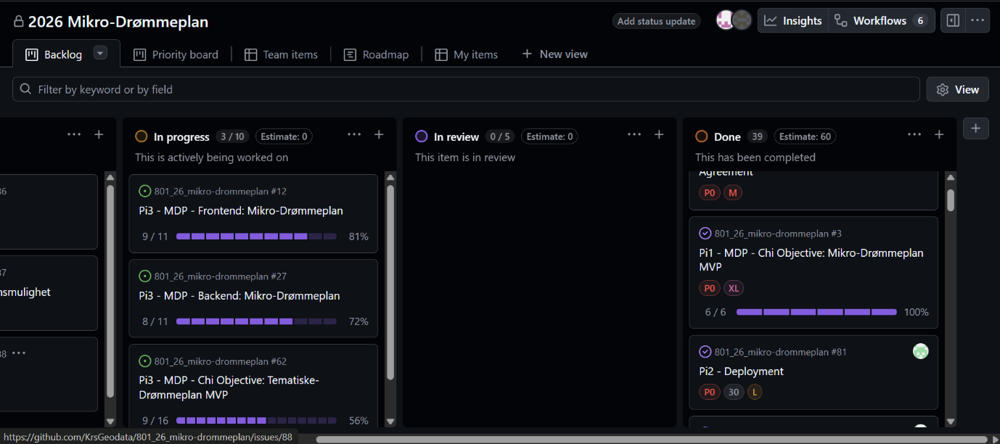 2026 Mikro-Drømmeplan
Add status update
Insights
Workflows 6
Backlog
Priority board
Team items
Roadmap
My items
New view
Filter by keyword or by field
View
36
37
nsmulighet
38
In progress 3 / 10 Estimate: 0
This is actively being worked on
801_26_mikro-drommeplan #12
Pi3 - MDP - Frontend: Mikro-Drømmeplan
9 / 11 81%
801_26_mikro-drommeplan #27
Pi3 - MDP - Backend: Mikro-Drømmeplan
8 / 11 72%
801_26_mikro-drommeplan #62
Pi3 - MDP - Chi Objective: Tematiske-
Drømmeplan MVP
9 / 16 56%
In review 0 / 5 Estimate: 0
This item is in review
Done 39 Estimate: 60
This has been completed
Agreement
P0 M
801_26_mikro-drommeplan #3
Pi1 - MDP - Chi Objective: Mikro-Drømmeplan
MVP
P0 XL
6 / 6 100%
801_26_mikro-drommeplan #81
Pi2 - Deployment
P0 30 L
https://github.com/KrsGeodata/801_26_mikro-drommeplan/issues/88